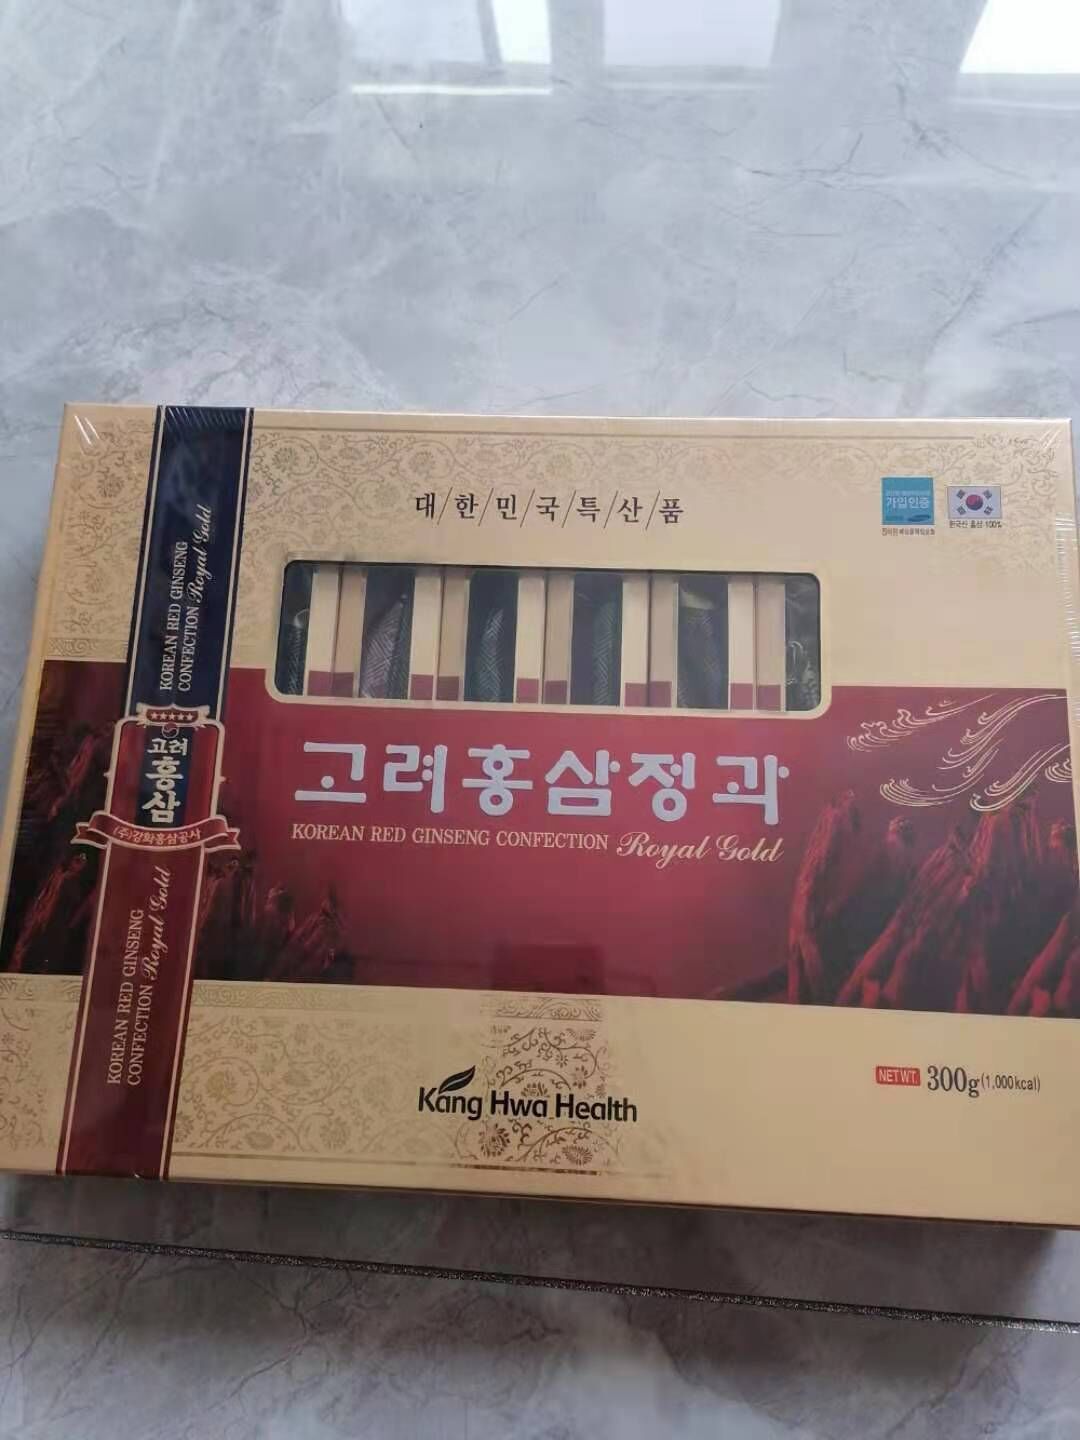 대/한/민/국/특/산/품
가입인증
한국산 홍삼 100%
KOREAN RED GINSENG
CONFECTION Royal Gold
고려
홍삼
(주)강화홍삼공사
KOREAN RED GINSENG
CONFECTION Royal Gold
고려홍삼정과
KOREAN RED GINSENG CONFECTION Royal Gold
Kang Hwa Health
NET WT. 300g(1,000kcal)